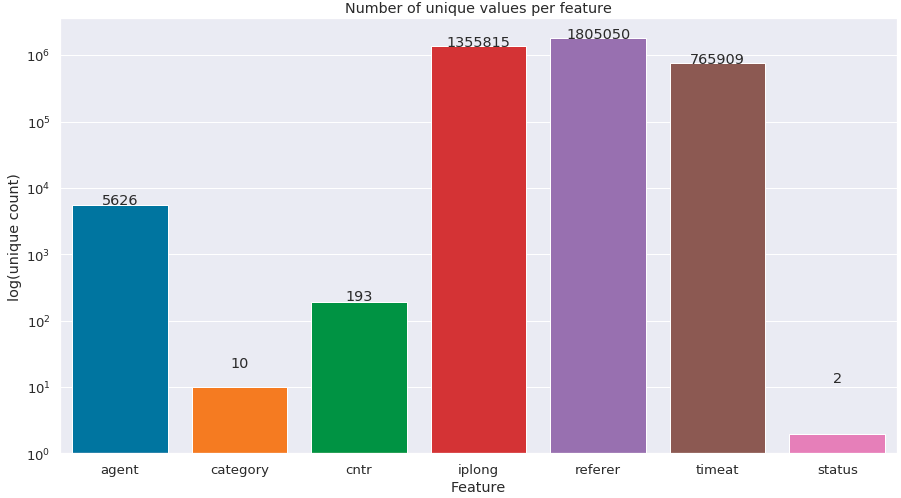 Number of unique values per feature
log(unique count)
10⁶
10⁵
10⁴
10³
10²
10¹
10⁰
5626
10
193
1355815
1805050
765909
2
agent
category
cntr
iplong
referer
timeat
status
Feature